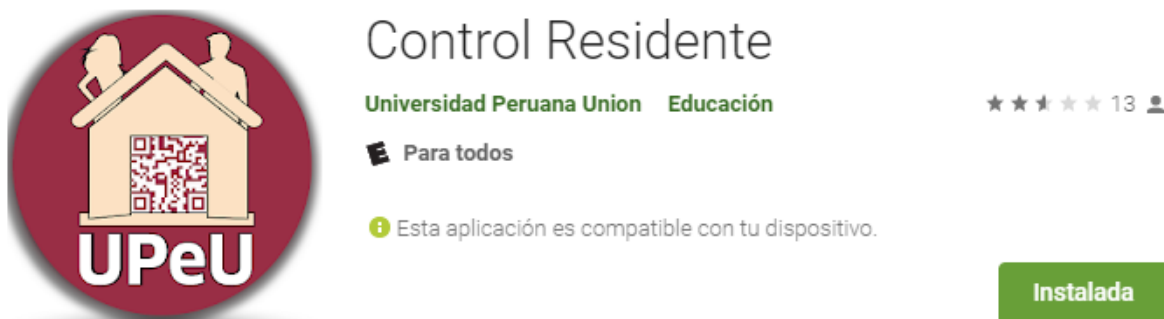 Control Residente
Universidad Peruana Union Educación
13
Para todos
Esta aplicación es compatible con tu dispositivo.
UPeU
Instalada